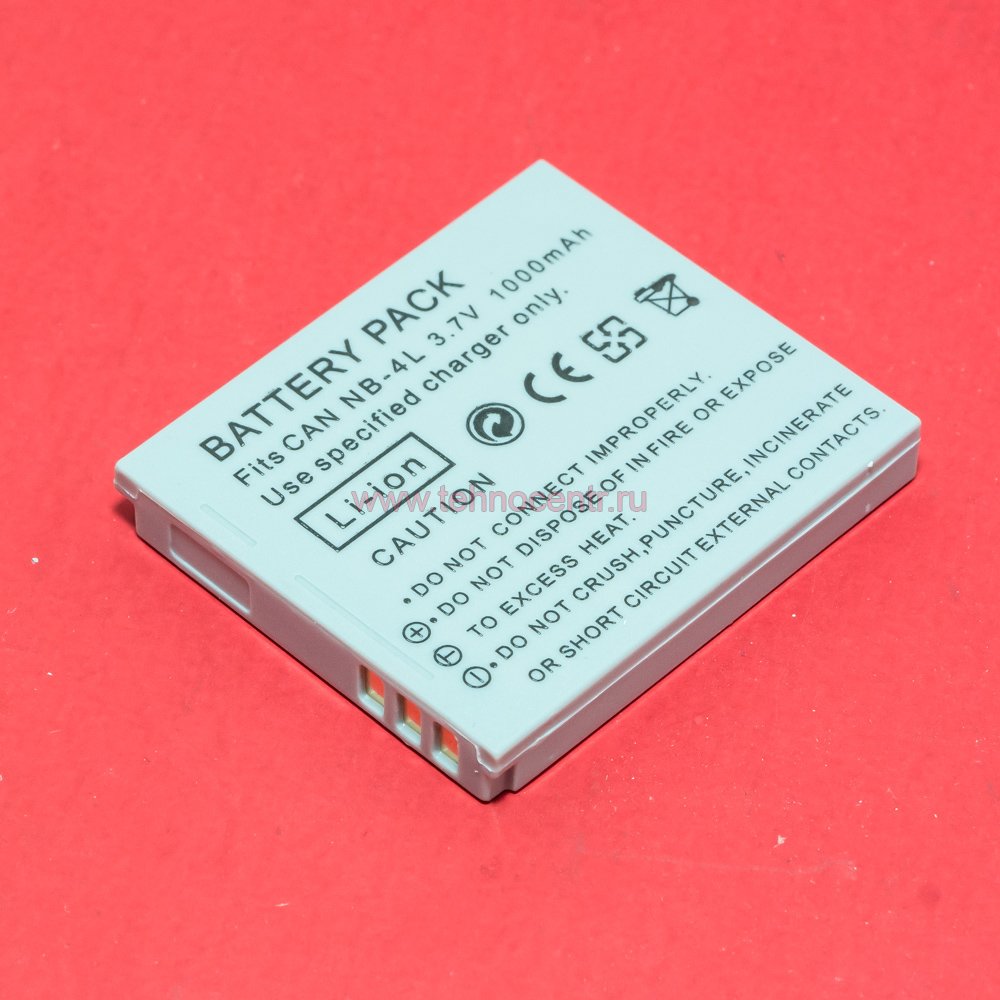 BATTERY PACK
Fits CAN NB-4L 3.7V 1000mAh
Use specified charger only.
Li-ion
CE
CAUTION
www.tehnosentr.ru
• DO NOT CONNECT IMPROPERLY.
• DO NOT DISPOSE OF IN FIRE OR EXPOSE
TO EXCESS HEAT.
• DO NOT CRUSH,PUNCTURE, INCINERATE
OR SHORT CIRCUIT EXTERNAL CONTACTS.
+
T
-